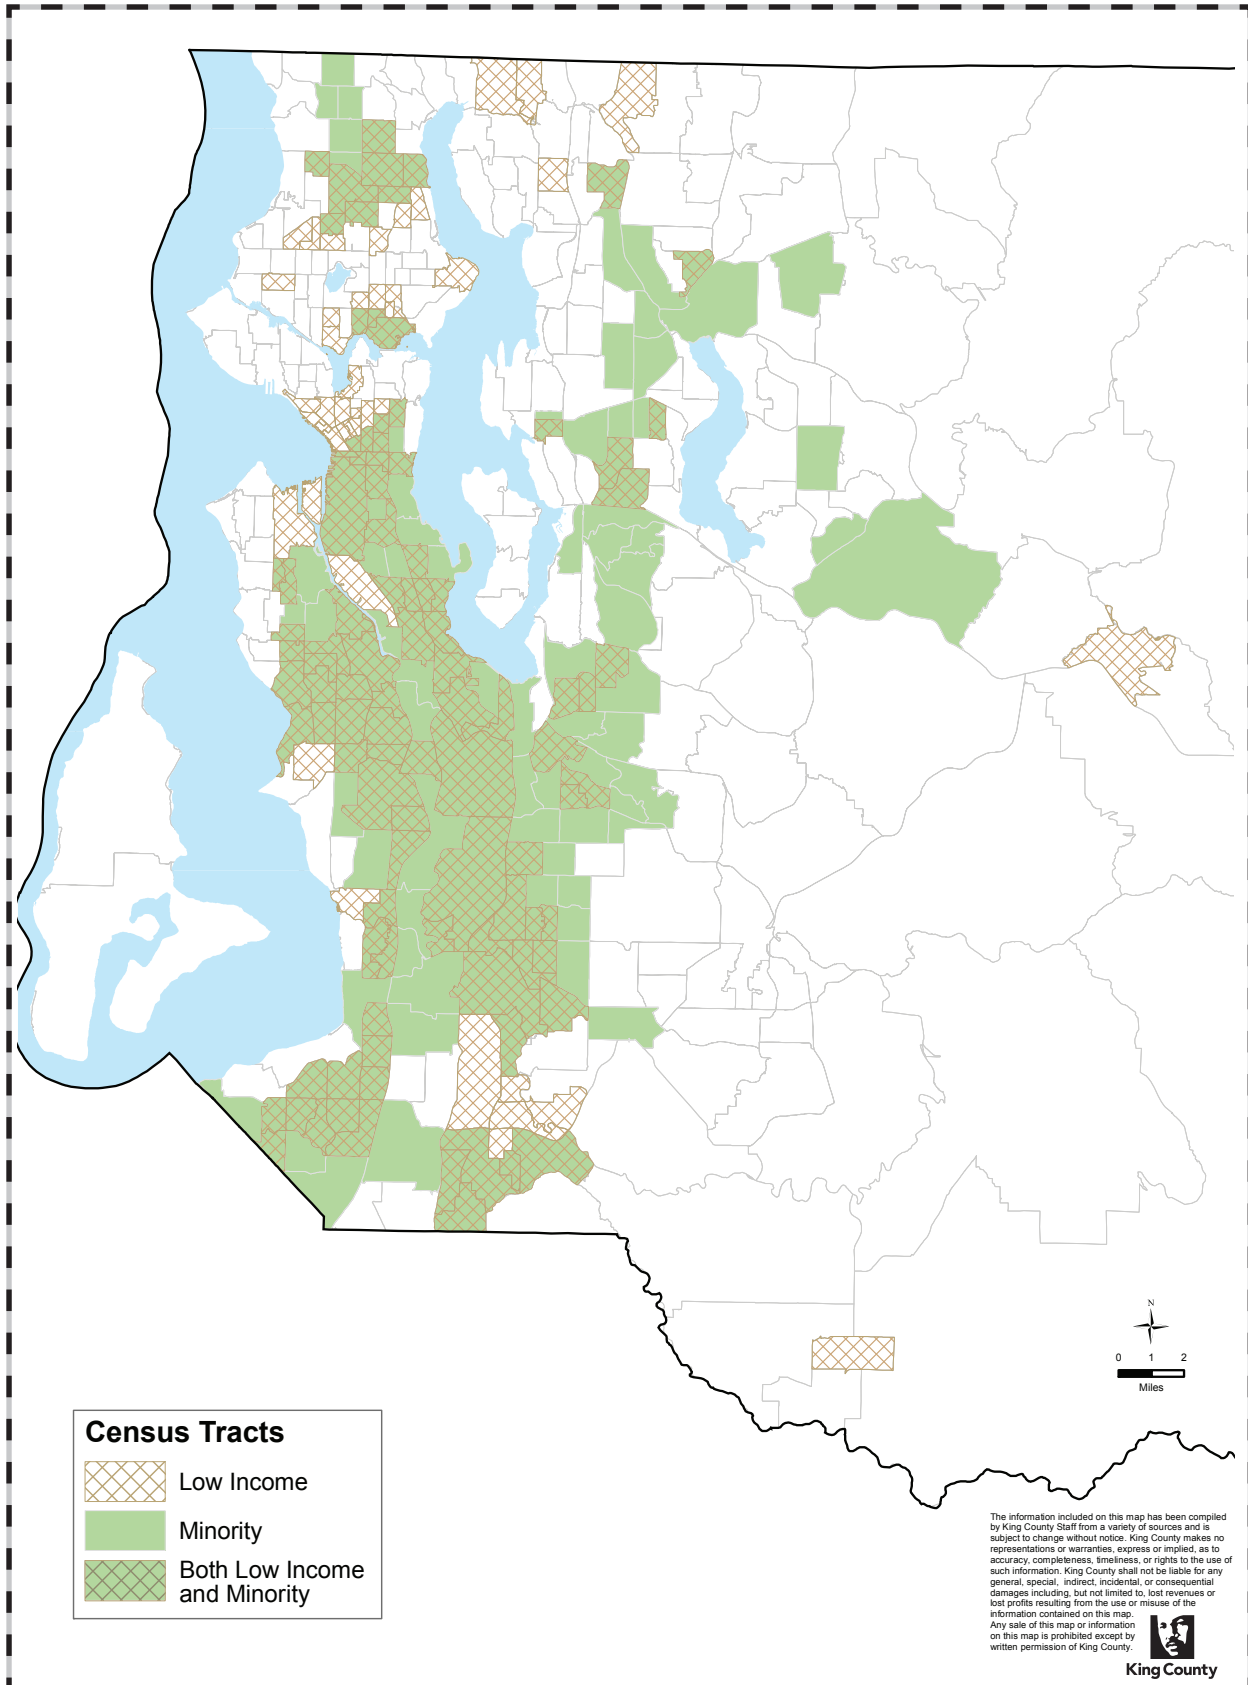 N
0 1 2
Miles
Census Tracts
Low Income
Minority
Both Low Income
and Minority
The information included on this map has been compiled
by King County Staff from a variety of sources and is
subject to change without notice. King County makes no
representations or warranties, express or implied, as to
accuracy, completeness, timeliness, or rights to the use of
such information. King County shall not be liable for any
general, special, indirect, incidental, or consequential
damages including, but not limited to, lost revenues or
lost profits resulting from the use or misuse of the
information contained on this map.
Any sale of this map or information
on this map is prohibited except by
written permission of King County.
King County